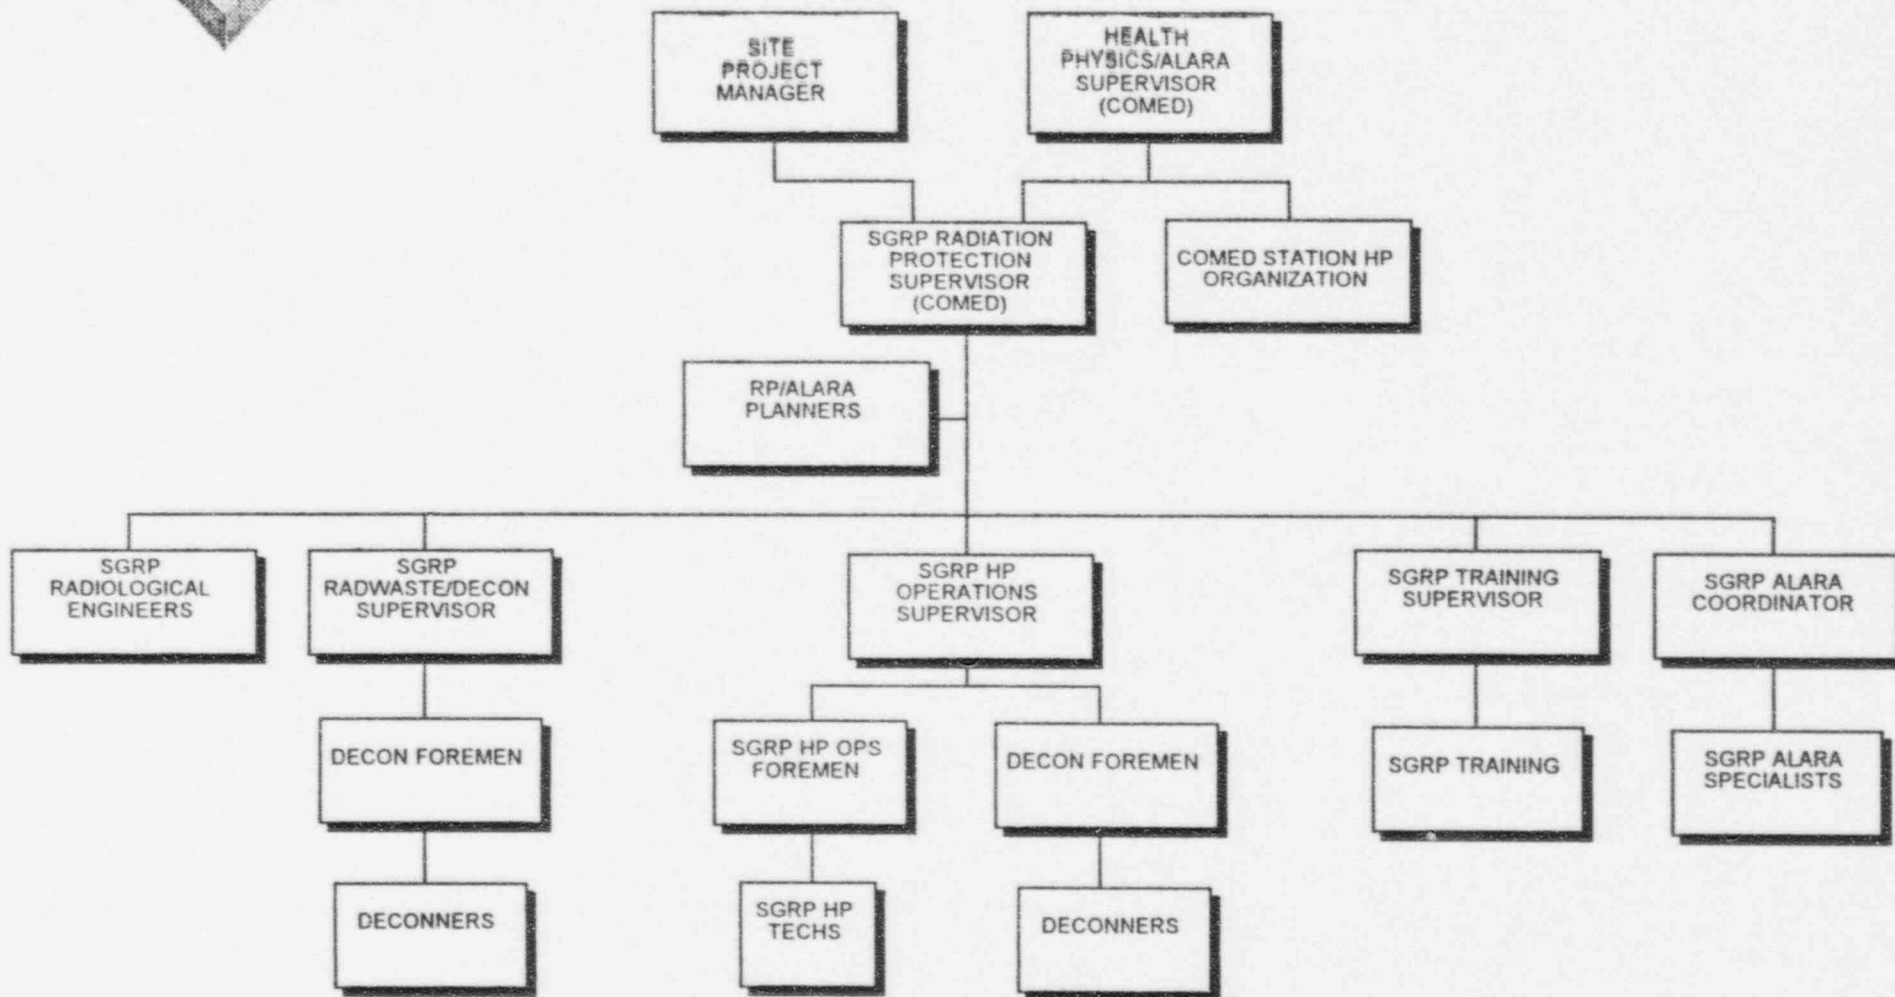 SITE
PROJECT
MANAGER
HEALTH
PHYSICS/ALARA
SUPERVISOR
(COMED)
SGRP RADIATION
PROTECTION
SUPERVISOR
(COMED)
COMED STATION HP
ORGANIZATION
RP/ALARA
PLANNERS
SGRP
RADIOLOGICAL
ENGINEERS
SGRP
RADWASTE/DECON
SUPERVISOR
SGRP HP
OPERATIONS
SUPERVISOR
SGRP TRAINING
SUPERVISOR
SGRP ALARA
COORDINATOR
DECON FOREMEN
SGRP HP OPS
FOREMEN
DECON FOREMEN
SGRP TRAINING
SGRP ALARA
SPECIALISTS
DECONNERS
SGRP HP
TECHS
DECONNERS